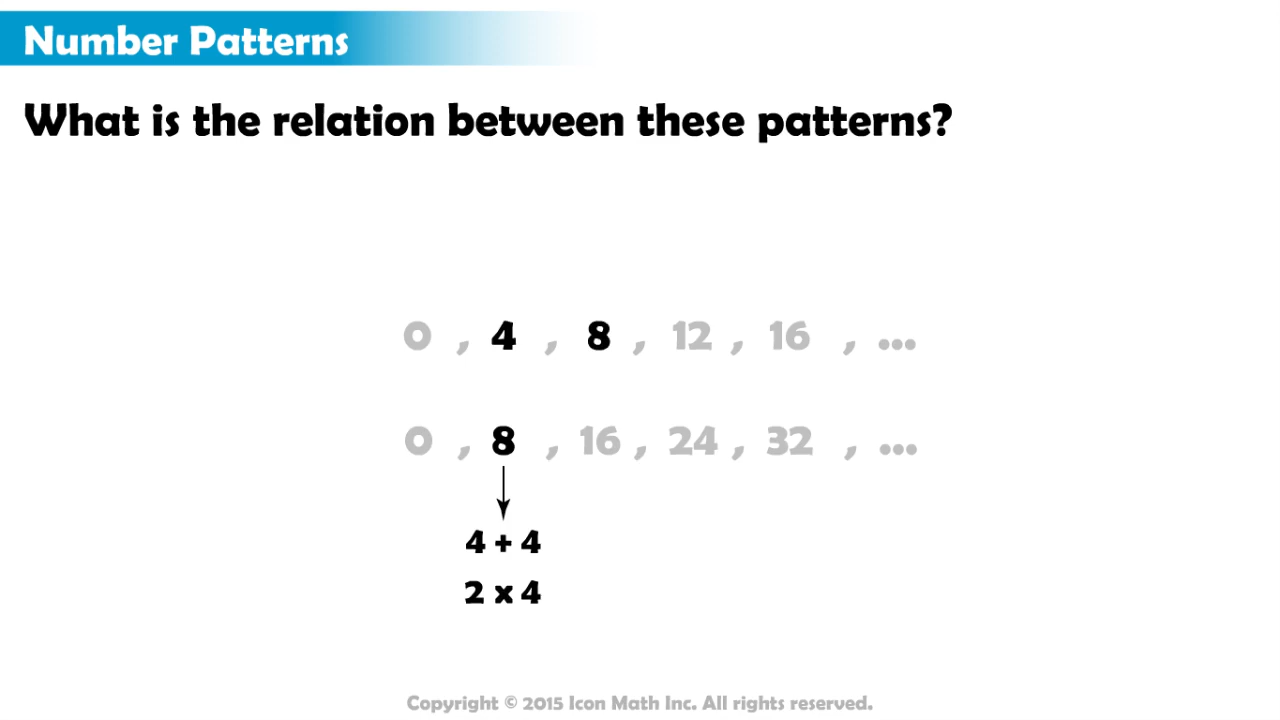 Number Patterns
What is the relation between these patterns?
0 , 4 , 8 , 12 , 16 , ...
0 , 8 , 16 , 24 , 32 , ...
4 + 4
2 x 4
Copyright © 2015 Icon Math Inc. All rights reserved.